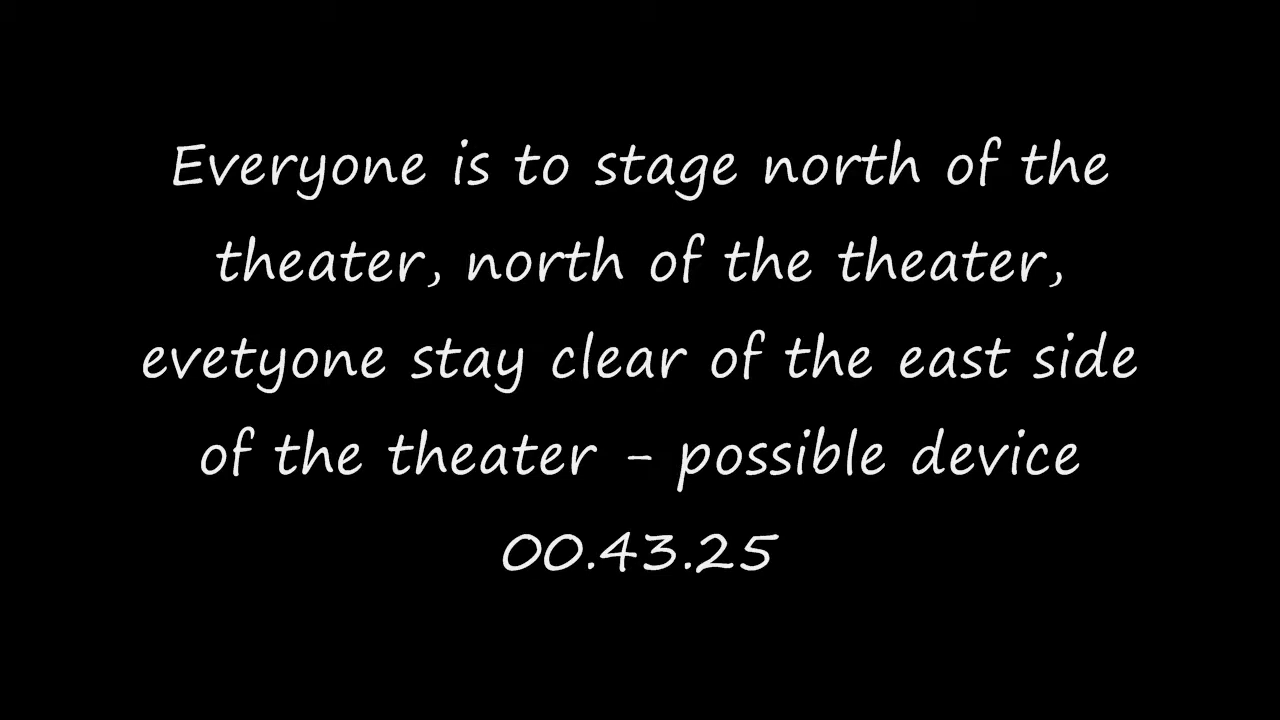 Everyone is to stage north of the
theater, north of the theater,
evetyone stay clear of the east side
of the theater - possible device
00.43.25